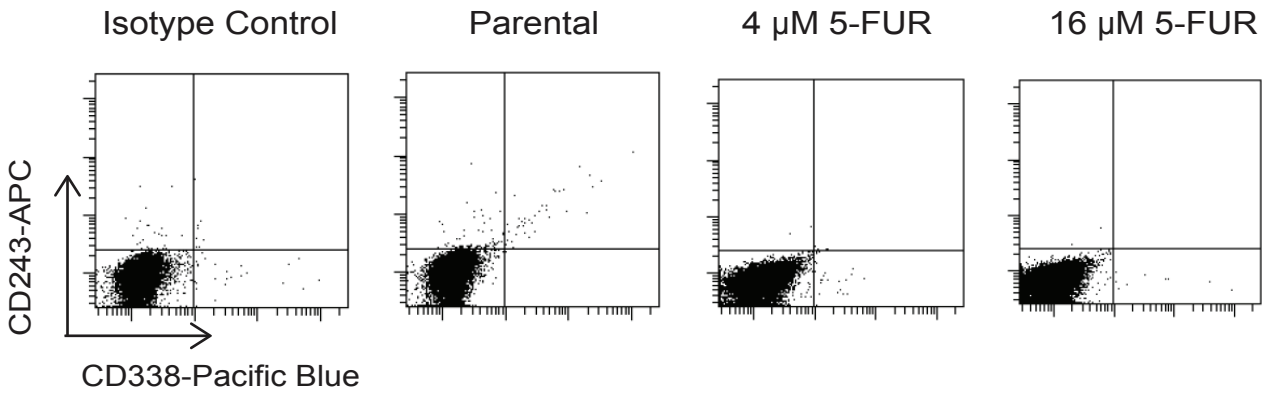 Isotype Control
Parental
4 µM 5-FUR
16 µM 5-FUR
CD243-APC
CD338-Pacific Blue